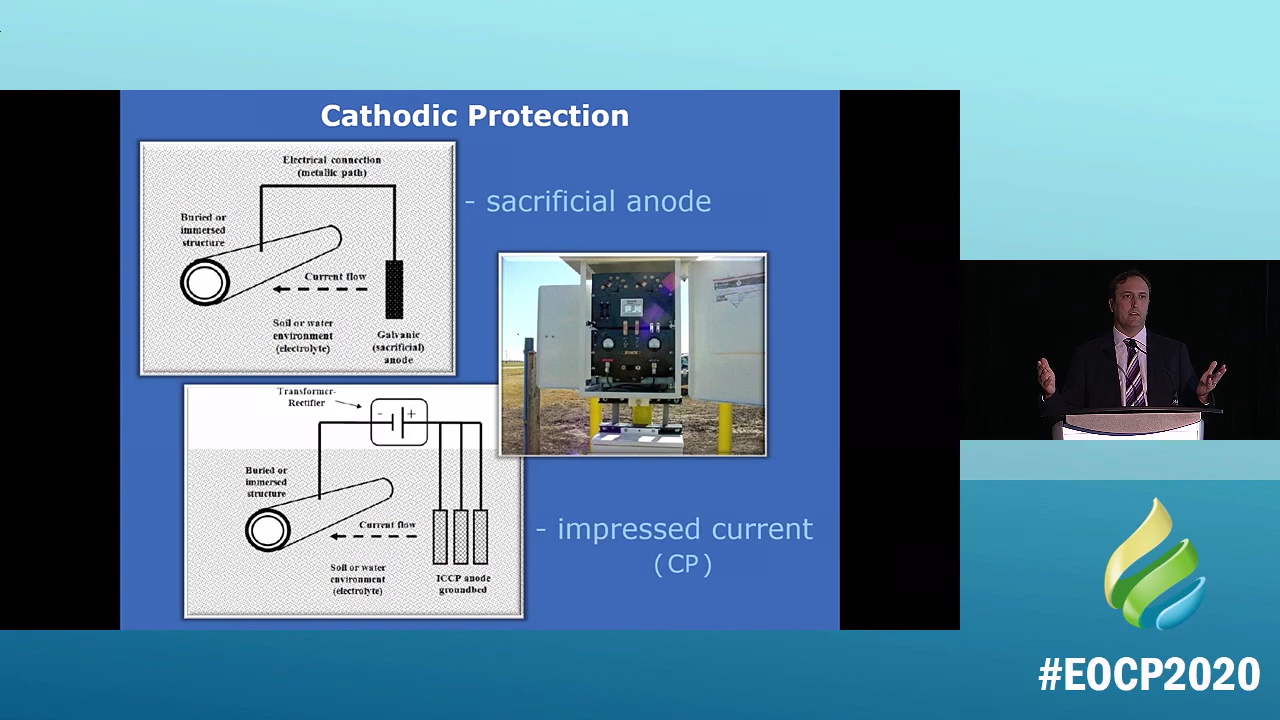 Cathodic Protection
Electrical connection
(metallic path)
- sacrificial anode
Buried or
immersed
structure
Current flow
Soil or water
environment
(electrolyte)
Galvanic
(sacrificial)
anode
Transformer-
Rectifier
- +
Buried or
immersed
structure
Current flow
Soil or water
environment
(electrolyte)
ICCP anode
groundbed
- impressed current
(CP)
#EOCP2020